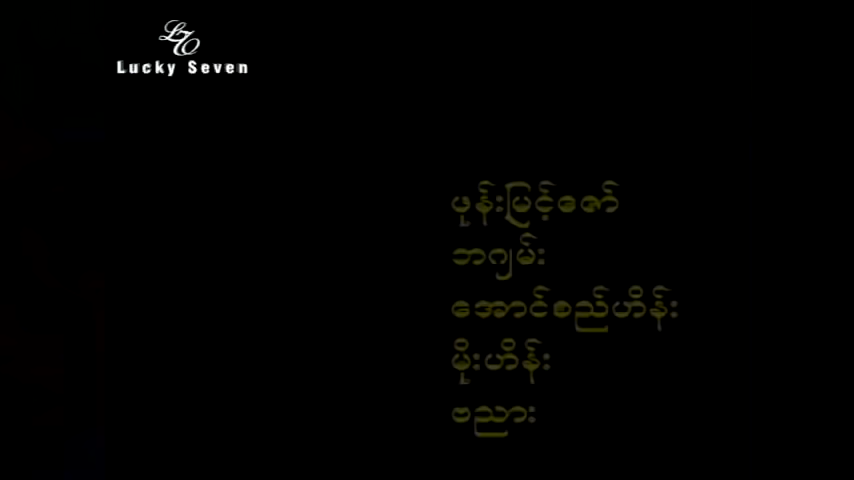 Lucky Seven
ဖုန်းမြင့်ဇော်
ဘဂျမ်း
အောင်စည်ဟိန်း
မိုးဟိန်း
ဗညား